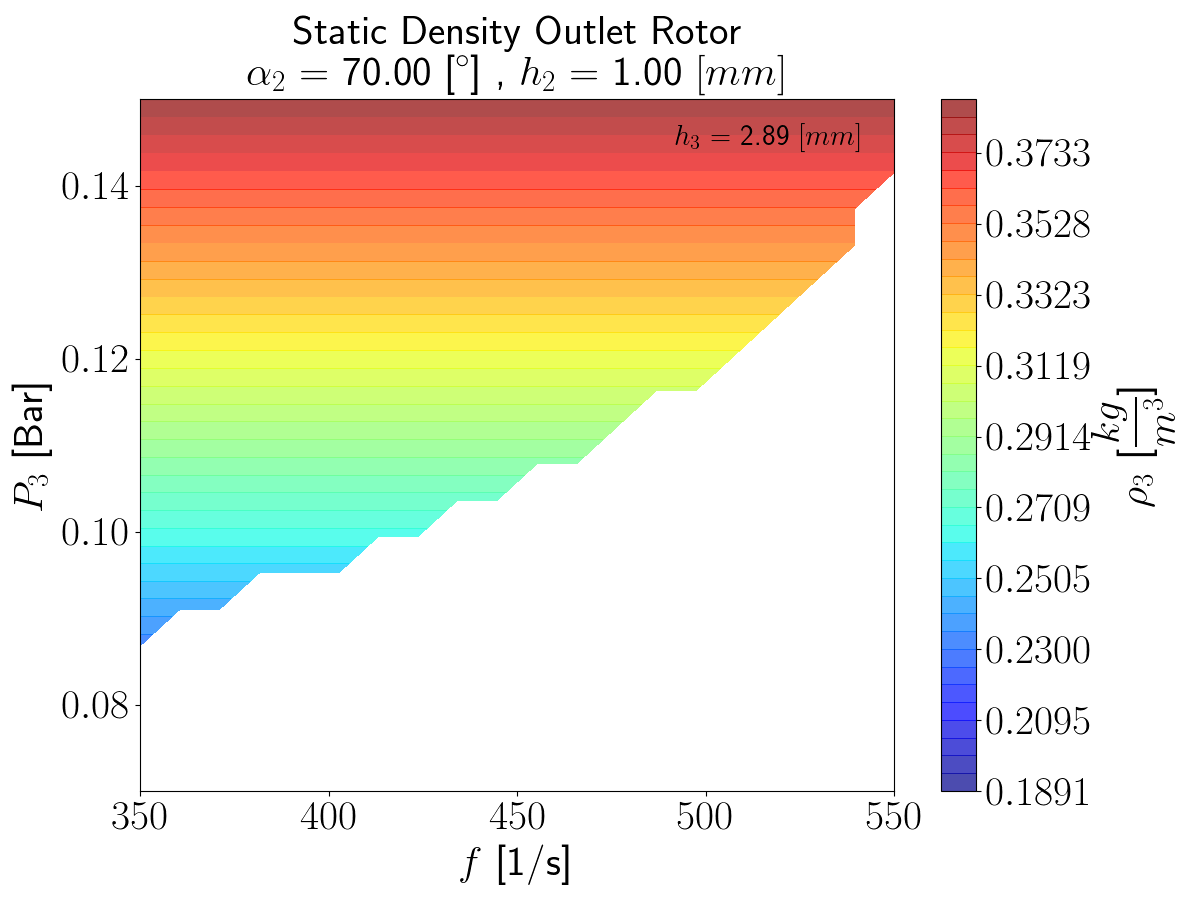 Static Density Outlet Rotor
α₂ = 70.00 [°] , h₂ = 1.00 [mm]
h₃ = 2.89 [mm]
P₃ [Bar]
0.14
0.12
0.10
0.08
350 400 450 500 550
f [1/s]
0.3733
0.3528
0.3323
0.3119
0.2914
0.2709
0.2505
0.2300
0.2095
0.1891
ρ₃ [kg/m³]